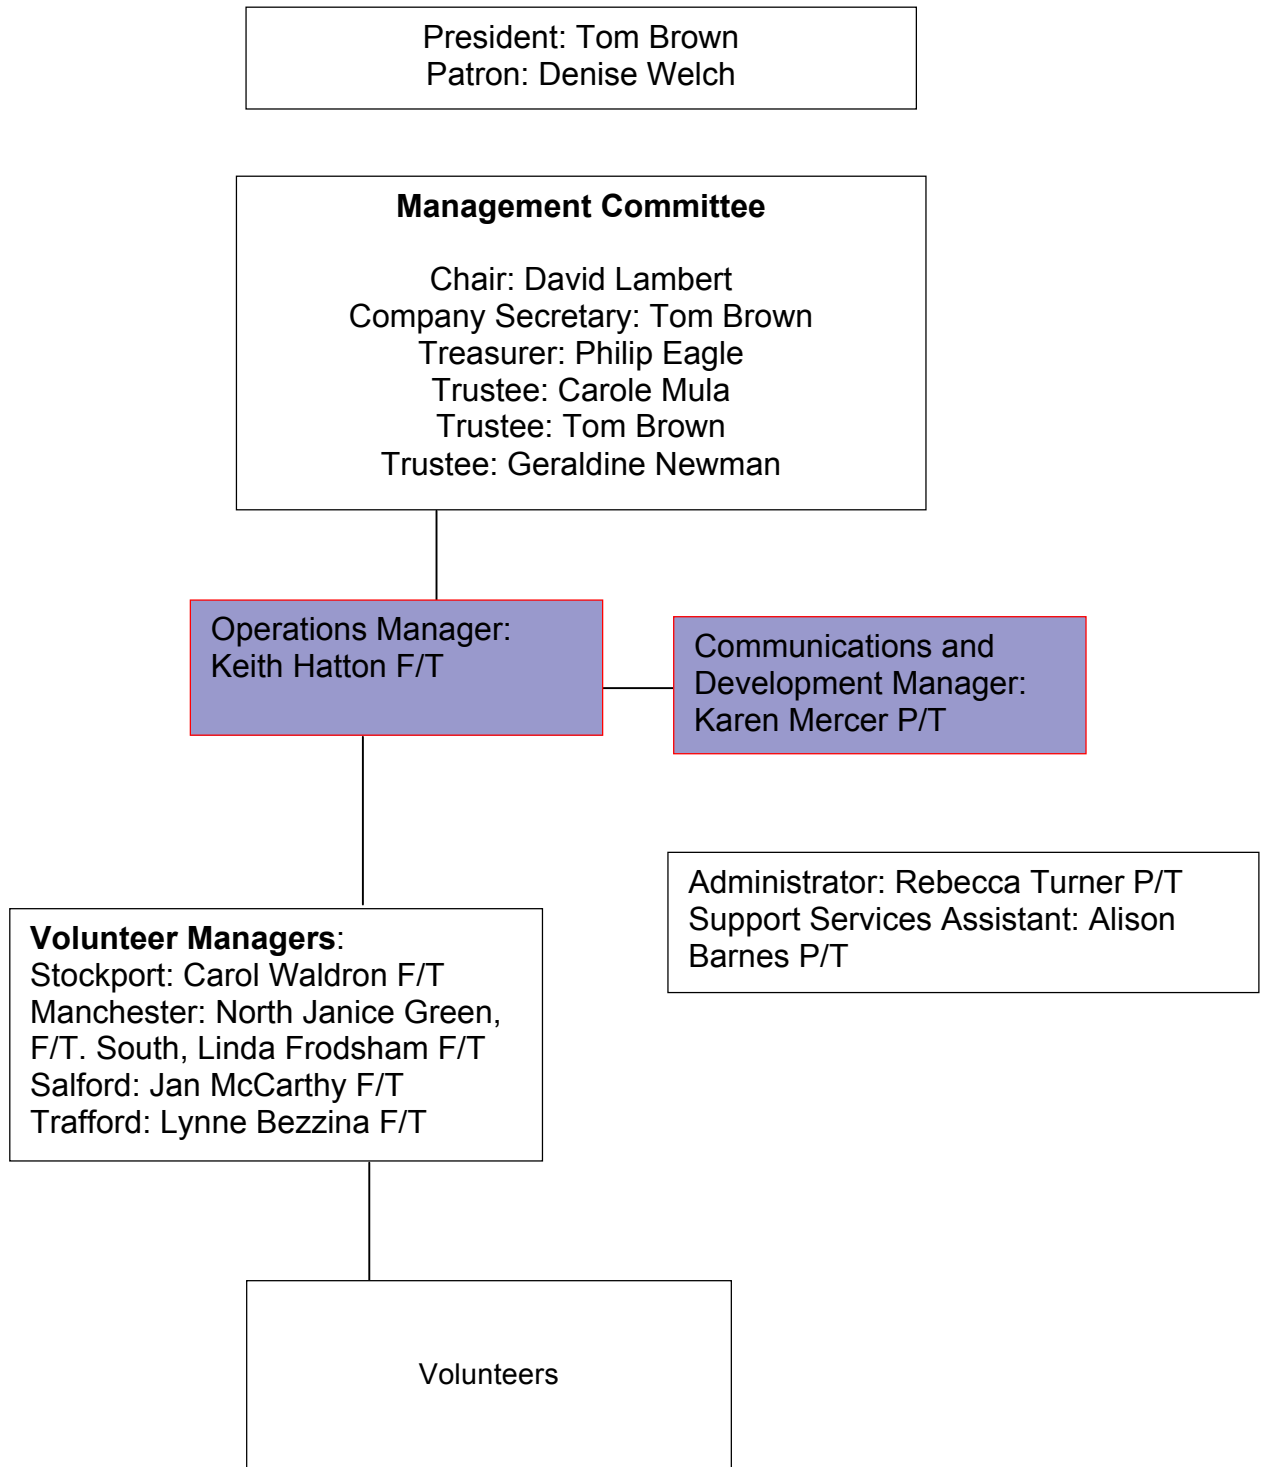 President: Tom Brown
Patron: Denise Welch
Management Committee
Chair: David Lambert
Company Secretary: Tom Brown
Treasurer: Philip Eagle
Trustee: Carole Mula
Trustee: Tom Brown
Trustee: Geraldine Newman
Operations Manager:
Keith Hatton F/T
Communications and
Development Manager:
Karen Mercer P/T
Administrator: Rebecca Turner P/T
Support Services Assistant: Alison
Barnes P/T
Volunteer Managers:
Stockport: Carol Waldron F/T
Manchester: North Janice Green,
F/T. South, Linda Frodsham F/T
Salford: Jan McCarthy F/T
Trafford: Lynne Bezzina F/T
Volunteers